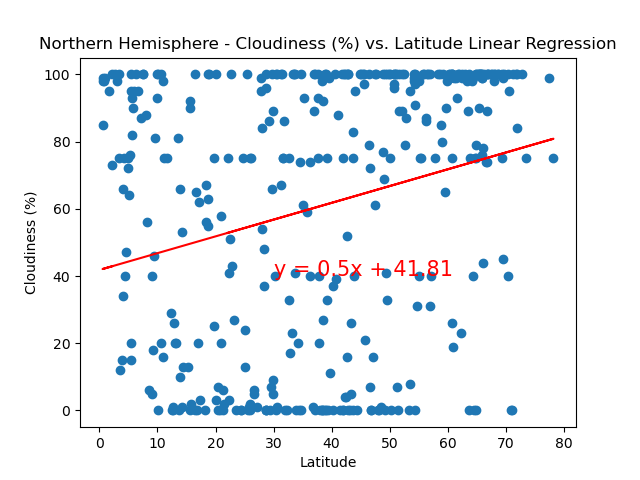 Northern Hemisphere - Cloudiness (%) vs. Latitude Linear Regression
100
80
60
40
20
0
Cloudiness (%)
y = 0.5x + 41.81
0 10 20 30 40 50 60 70 80
Latitude